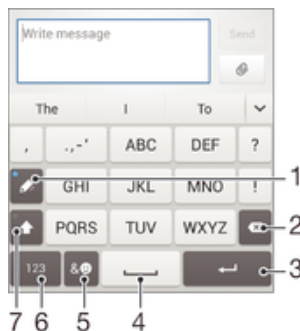 Write message
Send
The I To
, .,-' ABC DEF ?
GHI JKL MNO !
PQRS TUV WXYZ
123 &
1
2
3
7 6 5 4